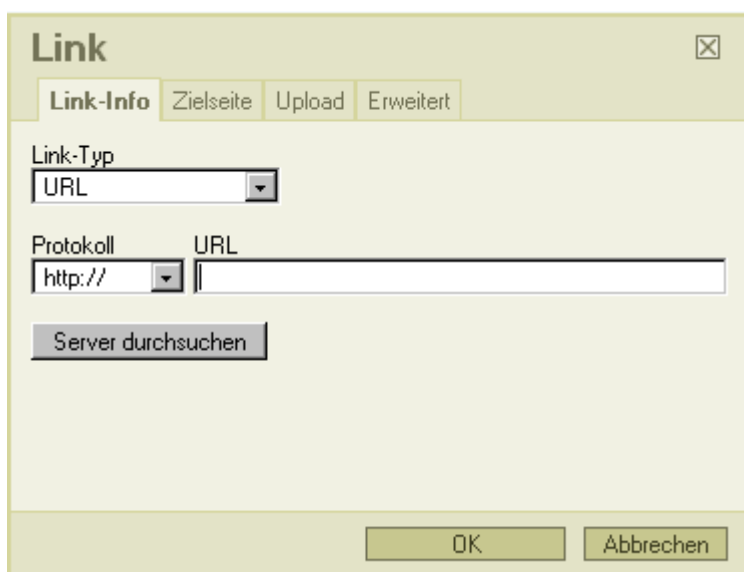 Link
Link-Info Zielseite Upload Erweitert
Link-Typ
URL
Protokoll URL
http://
Server durchsuchen
OK Abbrechen